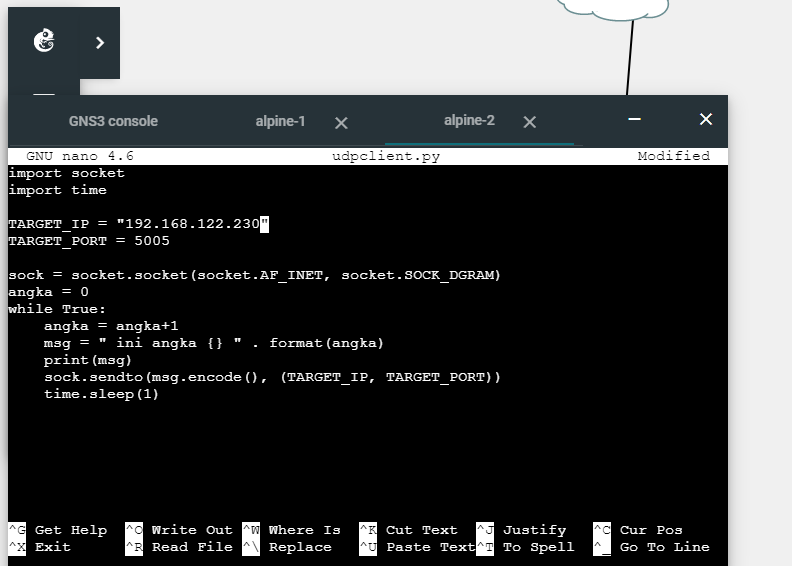 GNS3 console alpine-1 alpine-2
GNU nano 4.6 udpclient.py Modified
import socket
import time
TARGET_IP = "192.168.122.230"
TARGET_PORT = 5005
sock = socket.socket(socket.AF_INET, socket.SOCK_DGRAM)
angka = 0
while True:
    angka = angka+1
    msg = " ini angka {} " . format(angka)
    print(msg)
    sock.sendto(msg.encode(), (TARGET_IP, TARGET_PORT))
    time.sleep(1)
^G Get Help ^O Write Out ^W Where Is ^K Cut Text ^J Justify ^C Cur Pos
^X Exit ^R Read File ^\ Replace ^U Paste Text ^T To Spell ^_ Go To Line